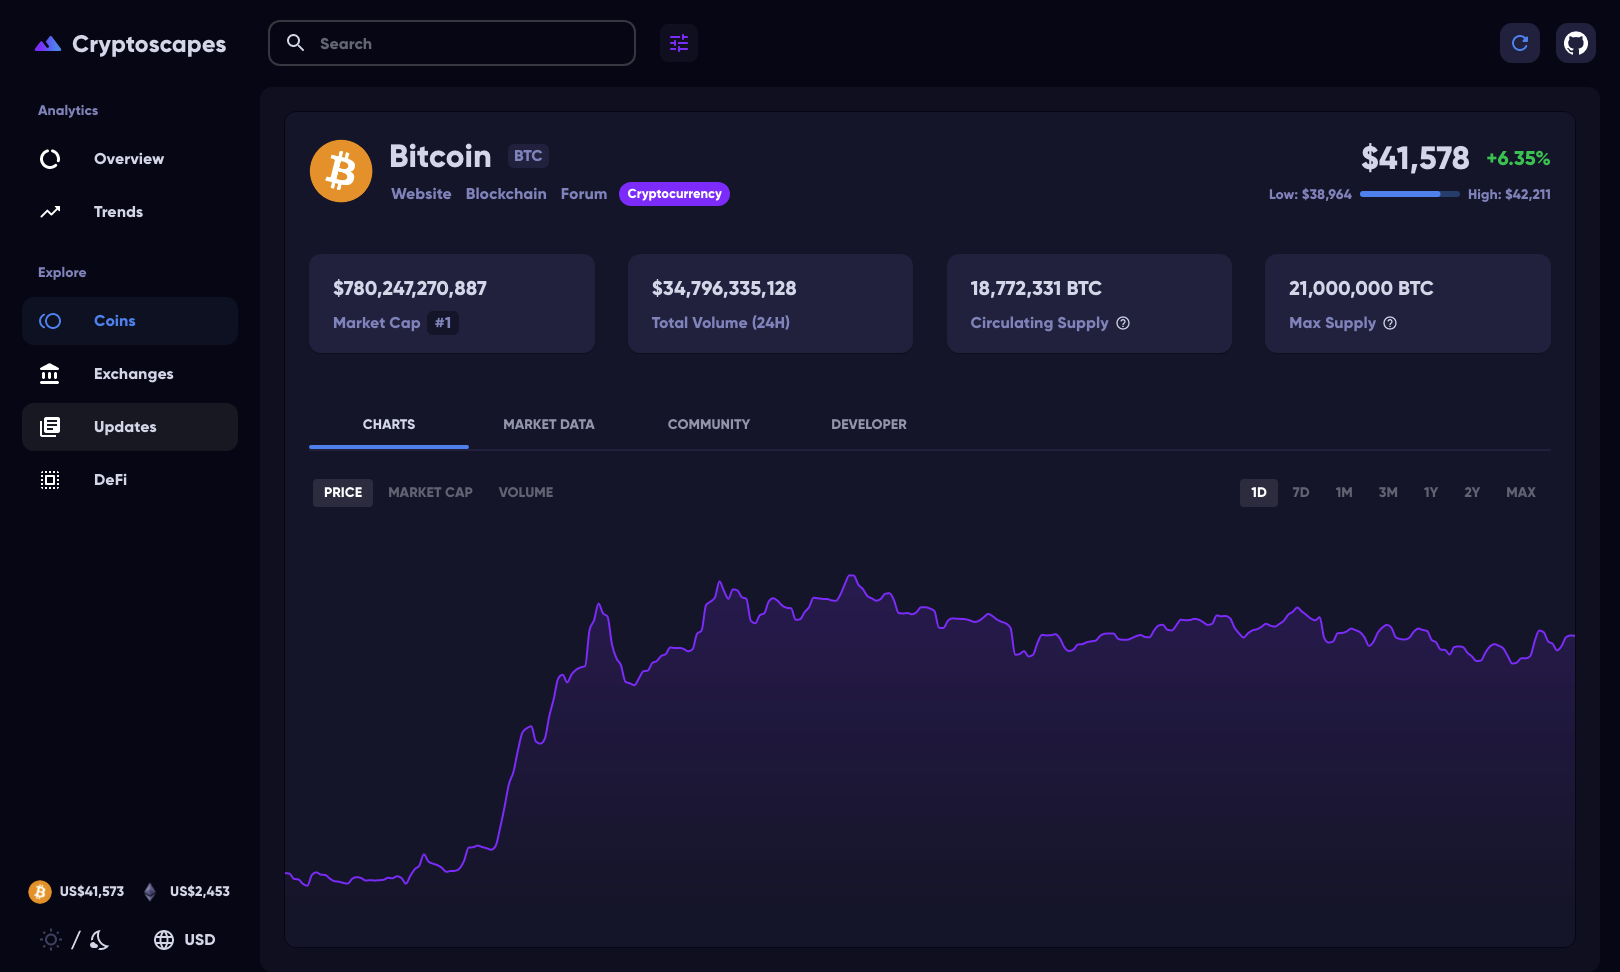 Cryptoscapes
Search
Analytics
Overview
Trends
Explore
Coins
Exchanges
Updates
DeFi
US$41,573 US$2,453
/ USD
Bitcoin BTC
Website Blockchain Forum Cryptocurrency
$41,578 +6.35%
Low: $38,964 High: $42,211
$780,247,270,887
Market Cap #1
$34,796,335,128
Total Volume (24H)
18,772,331 BTC
Circulating Supply ?
21,000,000 BTC
Max Supply ?
CHARTS MARKET DATA COMMUNITY DEVELOPER
PRICE MARKET CAP VOLUME 1D 7D 1M 3M 1Y 2Y MAX